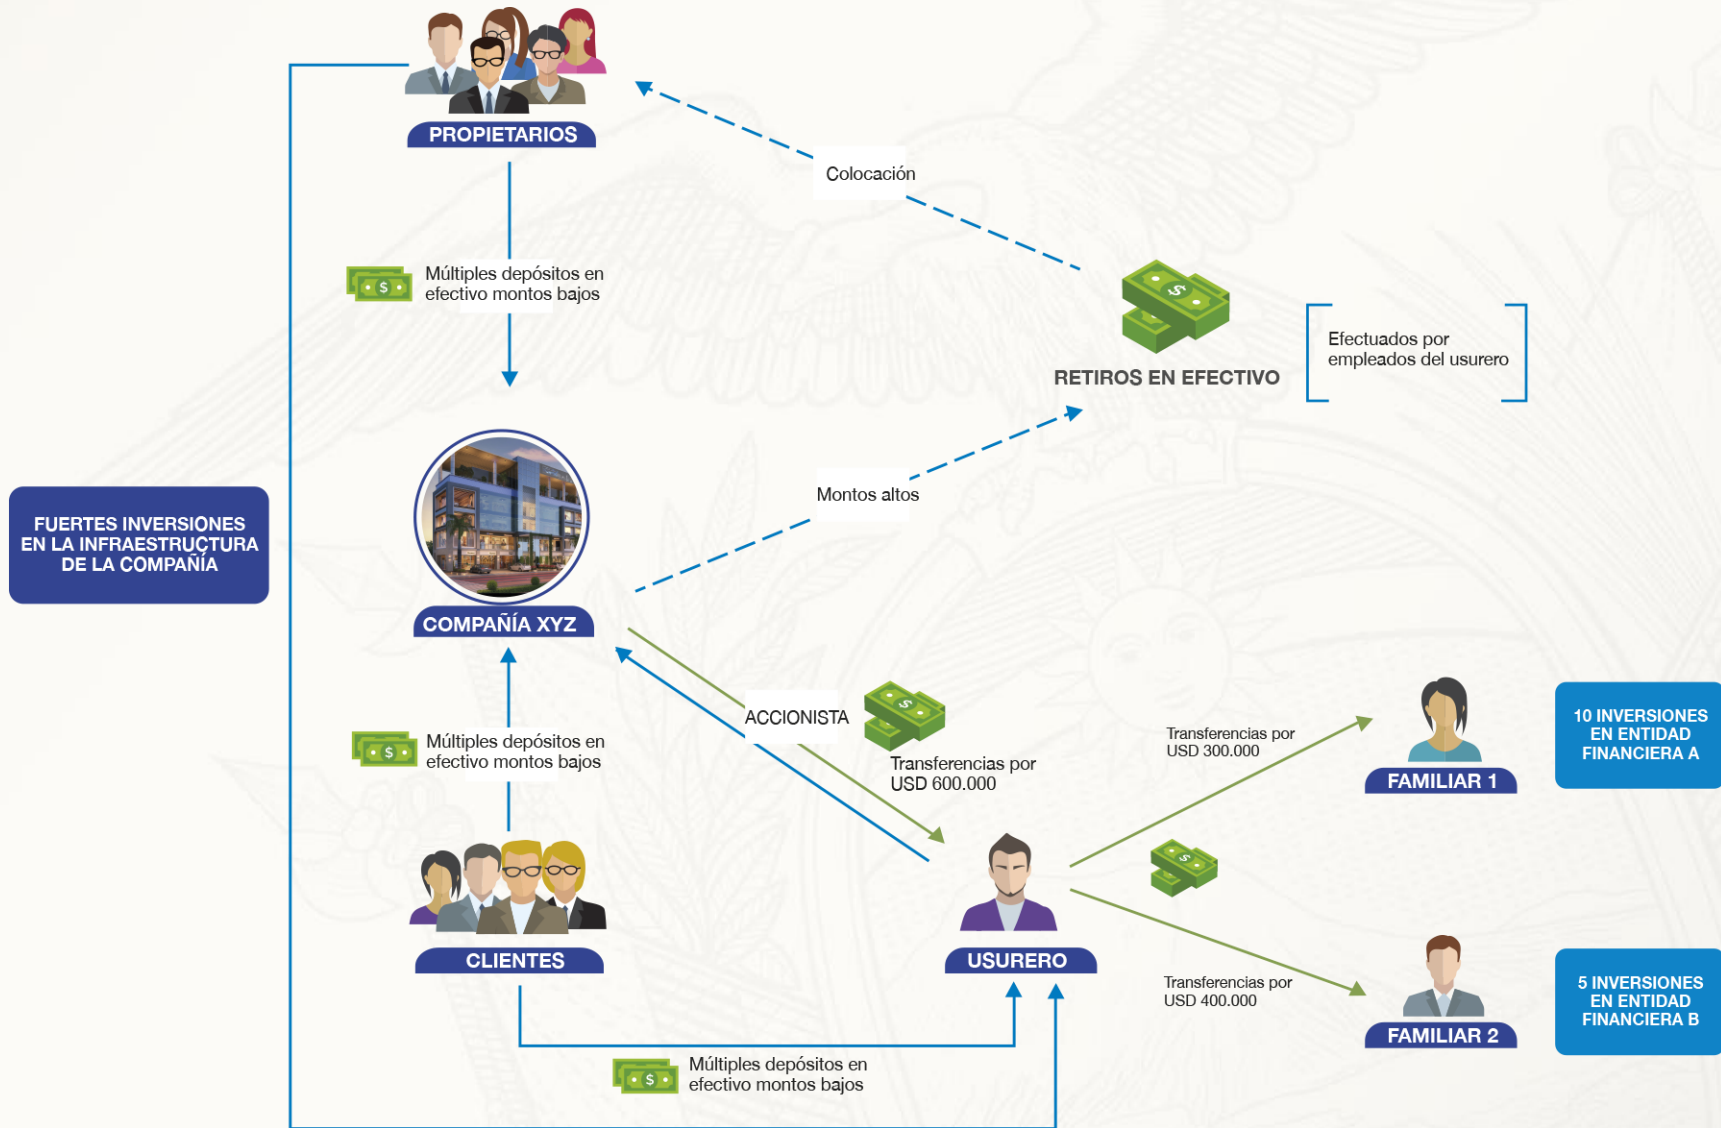 PROPIETARIOS
Colocación
Múltiples depósitos en
efectivo montos bajos
RETIROS EN EFECTIVO
Efectuados por
empleados del usurero
Montos altos
FUERTES INVERSIONES
EN LA INFRAESTRUCTURA
DE LA COMPAÑÍA
COMPAÑÍA XYZ
ACCIONISTA
Transferencias por
USD 600.000
Múltiples depósitos en
efectivo montos bajos
Transferencias por
USD 300.000
FAMILIAR 1
10 INVERSIONES
EN ENTIDAD
FINANCIERA A
CLIENTES
USURERO
Transferencias por
USD 400.000
FAMILIAR 2
5 INVERSIONES
EN ENTIDAD
FINANCIERA B
Múltiples depósitos en
efectivo montos bajos